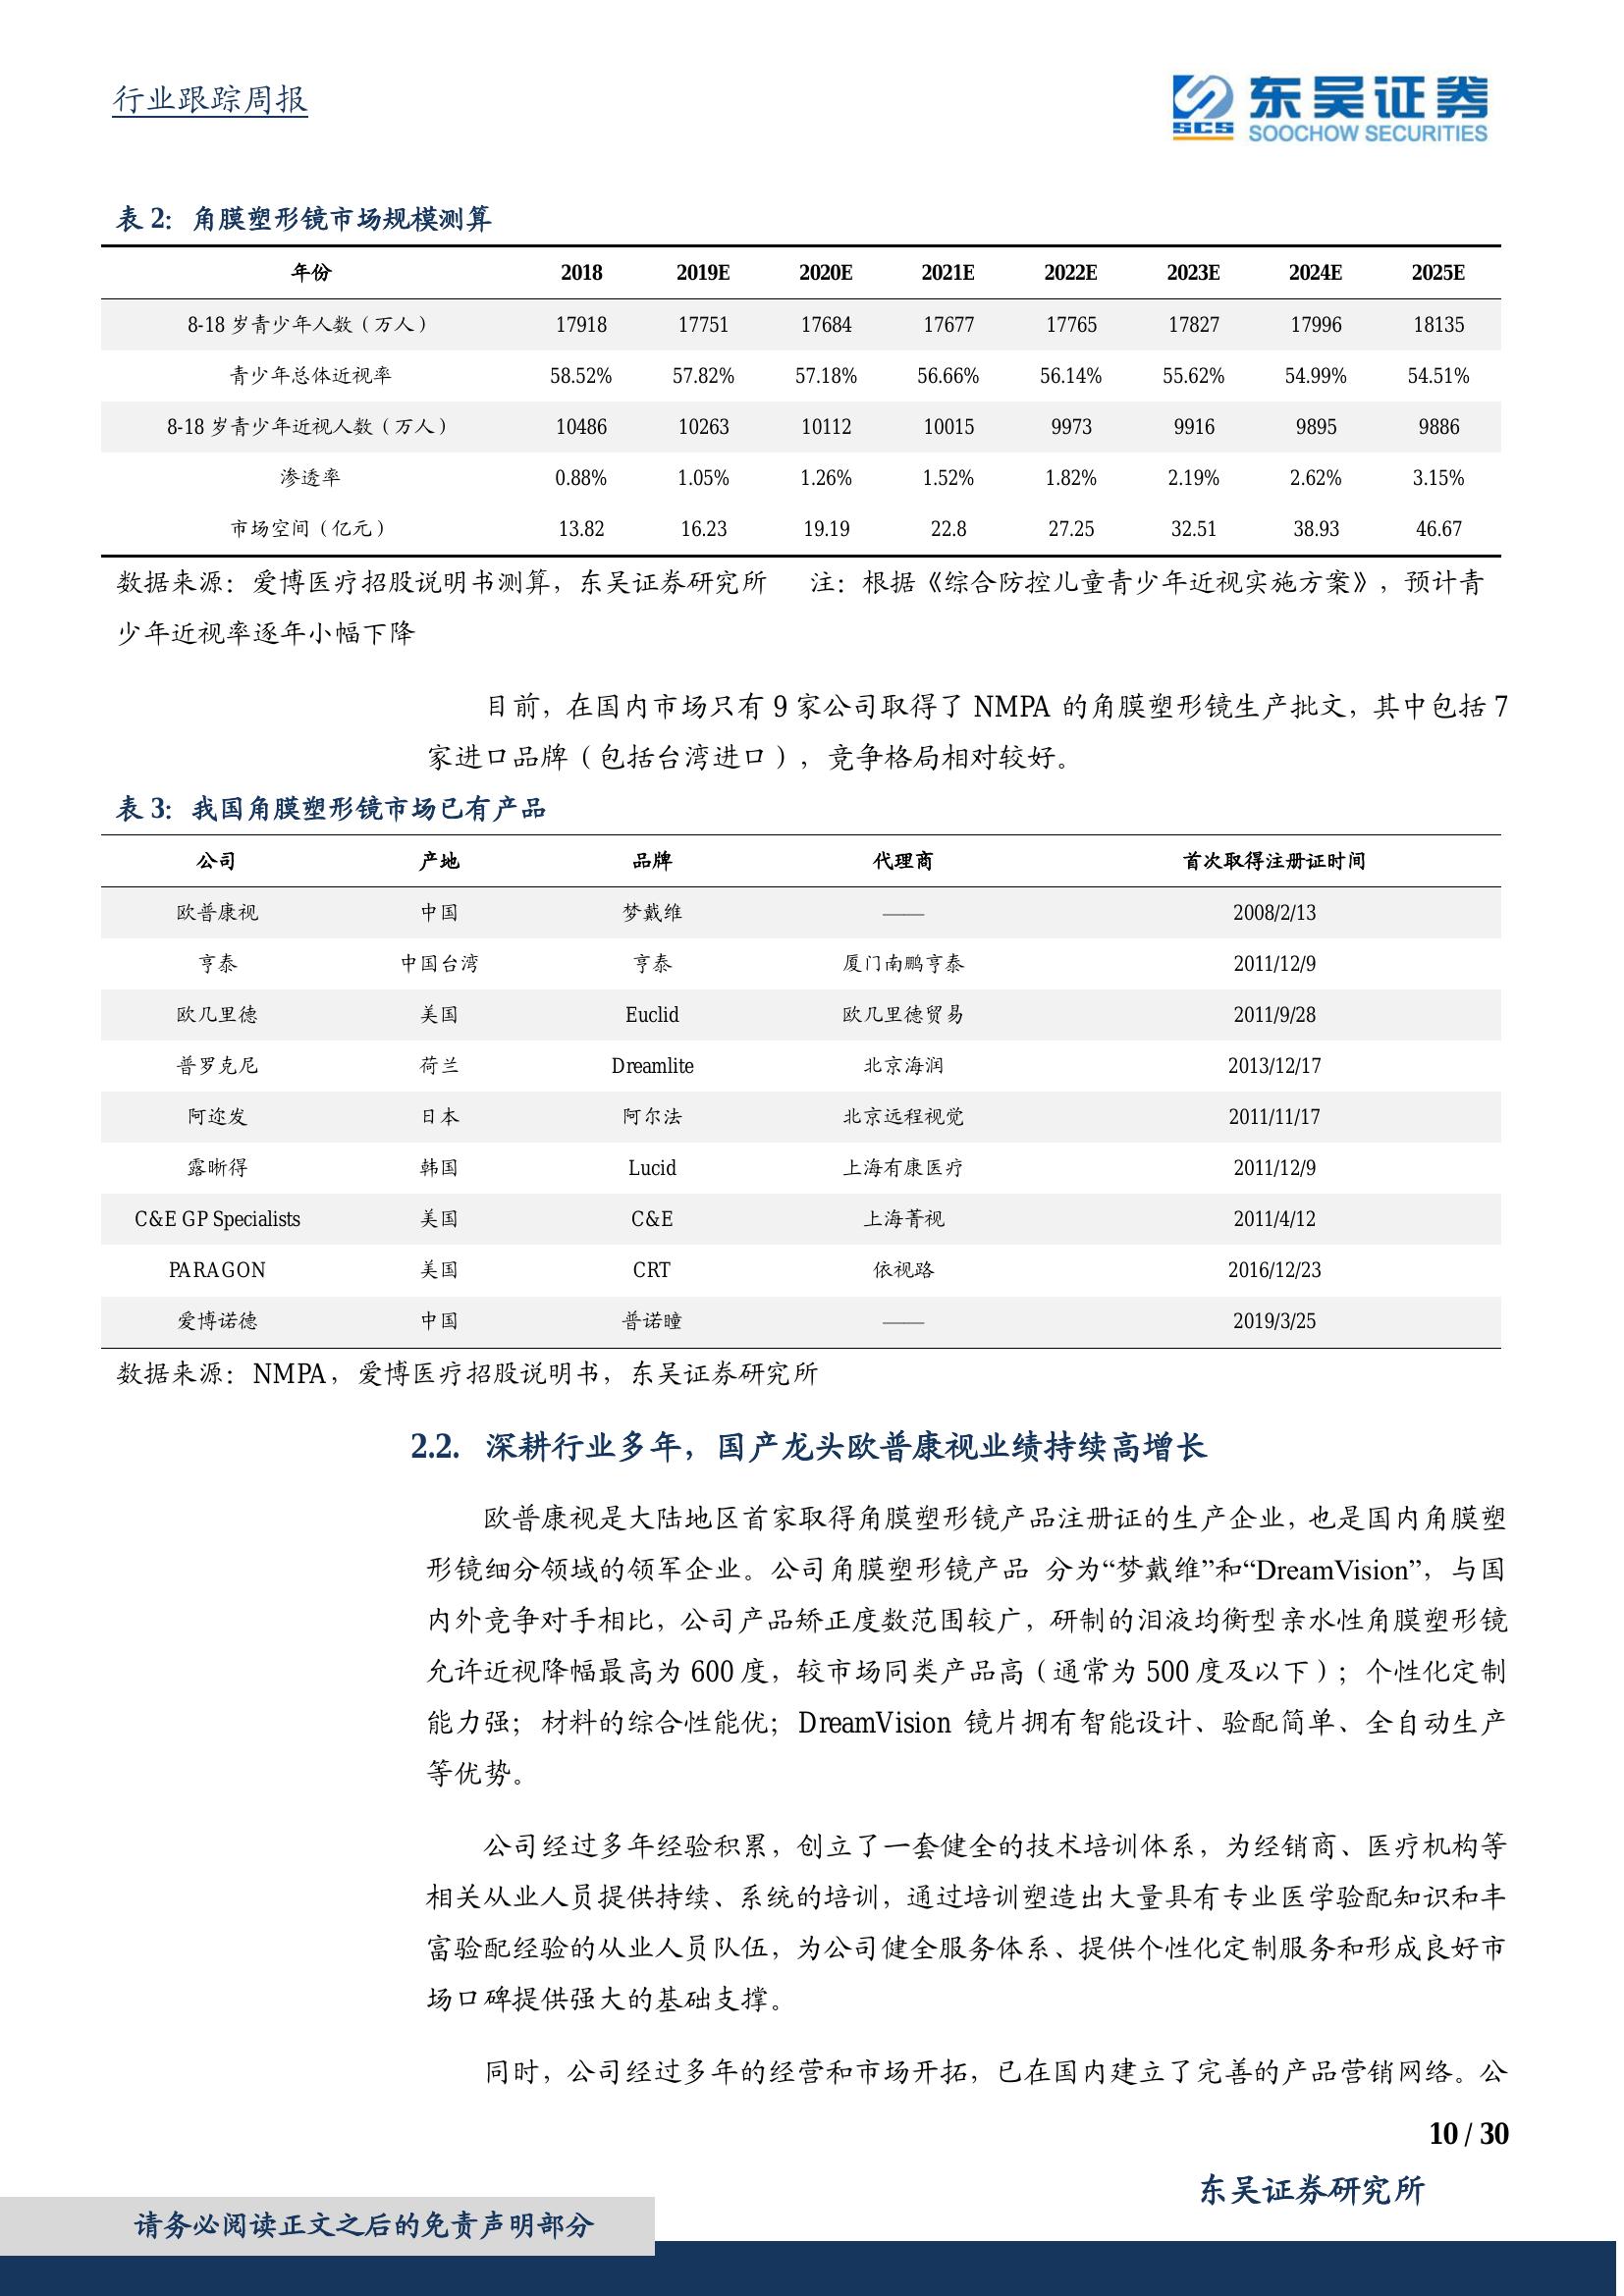 行业跟踪周报
SCS 东吴证券
SOOCHOW SECURITIES
表 2：角膜塑形镜市场规模测算
年份 2018 2019E 2020E 2021E 2022E 2023E 2024E 2025E
8-18 岁青少年人数（万人） 17918 17751 17684 17677 17765 17827 17996 18135
青少年总体近视率 58.52% 57.82% 57.18% 56.66% 56.14% 55.62% 54.99% 54.51%
8-18 岁青少年近视人数（万人） 10486 10263 10112 10015 9973 9916 9895 9886
渗透率 0.88% 1.05% 1.26% 1.52% 1.82% 2.19% 2.62% 3.15%
市场空间（亿元） 13.82 16.23 19.19 22.8 27.25 32.51 38.93 46.67
数据来源：爱博医疗招股说明书测算，东吴证券研究所 注：根据《综合防控儿童青少年近视实施方案》，预计青
少年近视率逐年小幅下降
目前，在国内市场只有 9 家公司取得了 NMPA 的角膜塑形镜生产批文，其中包括 7
家进口品牌（包括台湾进口），竞争格局相对较好。
表 3：我国角膜塑形镜市场已有产品
公司 产地 品牌 代理商 首次取得注册证时间
欧普康视 中国 梦戴维 —— 2008/2/13
亨泰 中国台湾 亨泰 厦门南鹏亨泰 2011/12/9
欧几里德 美国 Euclid 欧几里德贸易 2011/9/28
普罗克尼 荷兰 Dreamlite 北京海润 2013/12/17
阿迩发 日本 阿尔法 北京远程视觉 2011/11/17
露晰得 韩国 Lucid 上海有康医疗 2011/12/9
C&E GP Specialists 美国 C&E 上海菁视 2011/4/12
PARAGON 美国 CRT 依视路 2016/12/23
爱博诺德 中国 普诺瞳 —— 2019/3/25
数据来源：NMPA，爱博医疗招股说明书，东吴证券研究所
2.2. 深耕行业多年，国产龙头欧普康视业绩持续高增长
欧普康视是大陆地区首家取得角膜塑形镜产品注册证的生产企业，也是国内角膜塑
形镜细分领域的领军企业。公司角膜塑形镜产品 分为“梦戴维”和“DreamVision”，与国
内外竞争对手相比，公司产品矫正度数范围较广，研制的泪液均衡型亲水性角膜塑形镜
允许近视降幅最高为 600 度，较市场同类产品高（通常为 500 度及以下）；个性化定制
能力强；材料的综合性能优；DreamVision 镜片拥有智能设计、验配简单、全自动生产
等优势。
公司经过多年经验积累，创立了一套健全的技术培训体系，为经销商、医疗机构等
相关从业人员提供持续、系统的培训，通过培训塑造出大量具有专业医学验配知识和丰
富验配经验的从业人员队伍，为公司健全服务体系、提供个性化定制服务和形成良好市
场口碑提供强大的基础支撑。
同时，公司经过多年的经营和市场开拓，已在国内建立了完善的产品营销网络。公
10 / 30
东吴证券研究所
请务必阅读正文之后的免责声明部分